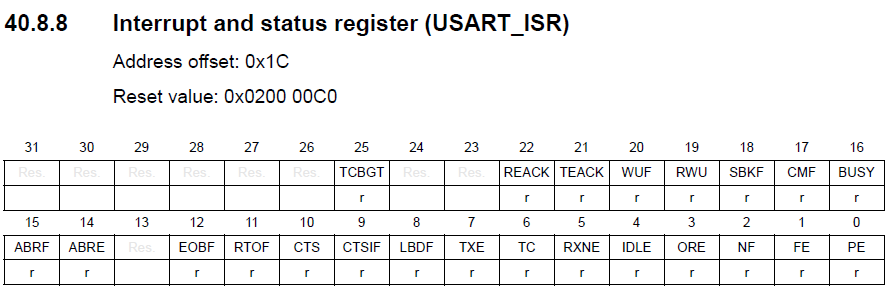 40.8.8 Interrupt and status register (USART_ISR)
Address offset: 0x1C
Reset value: 0x0200 00C0
31 30 29 28 27 26 25 24 23 22 21 20 19 18 17 16
Res. Res. Res. Res. Res. Res. TCBGT Res. Res. REACK TEACK WUF RWU SBKF CMF BUSY
r r r r r r r r
15 14 13 12 11 10 9 8 7 6 5 4 3 2 1 0
ABRF ABRE Res. EOBF RTOF CTS CTSIF LBDF TXE TC RXNE IDLE ORE NF FE PE
r r r r r r r r r r r r r r r